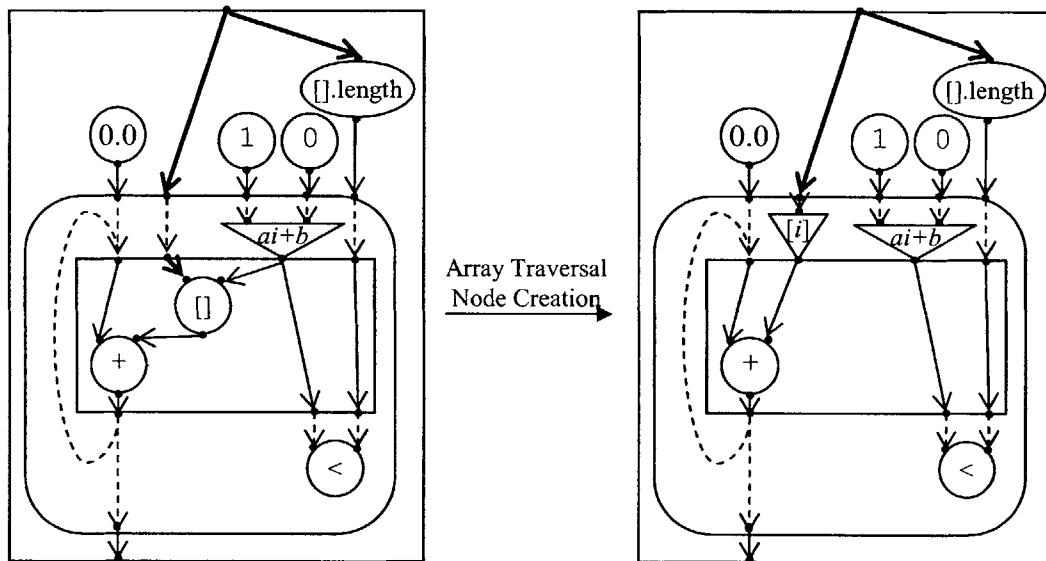 [].length
0.0
1
0
ai+b
[]
+
<
Array Traversal
Node Creation
[].length
0.0
1
0
[i]
ai+b
+
<